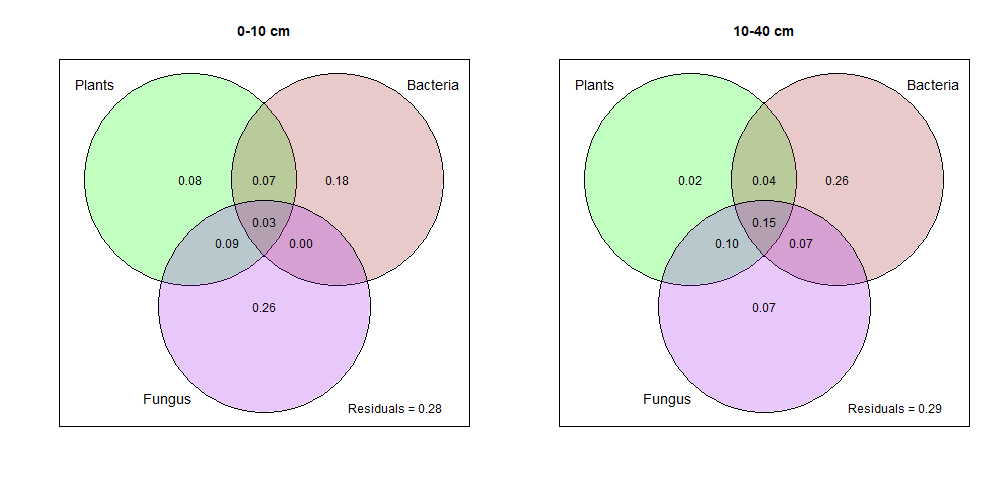 0-10 cm
Plants
Bacteria
0.08
0.07
0.18
0.03
0.09
0.00
0.26
Fungus
Residuals = 0.28
10-40 cm
Plants
Bacteria
0.02
0.04
0.26
0.15
0.10
0.07
0.07
Fungus
Residuals = 0.29